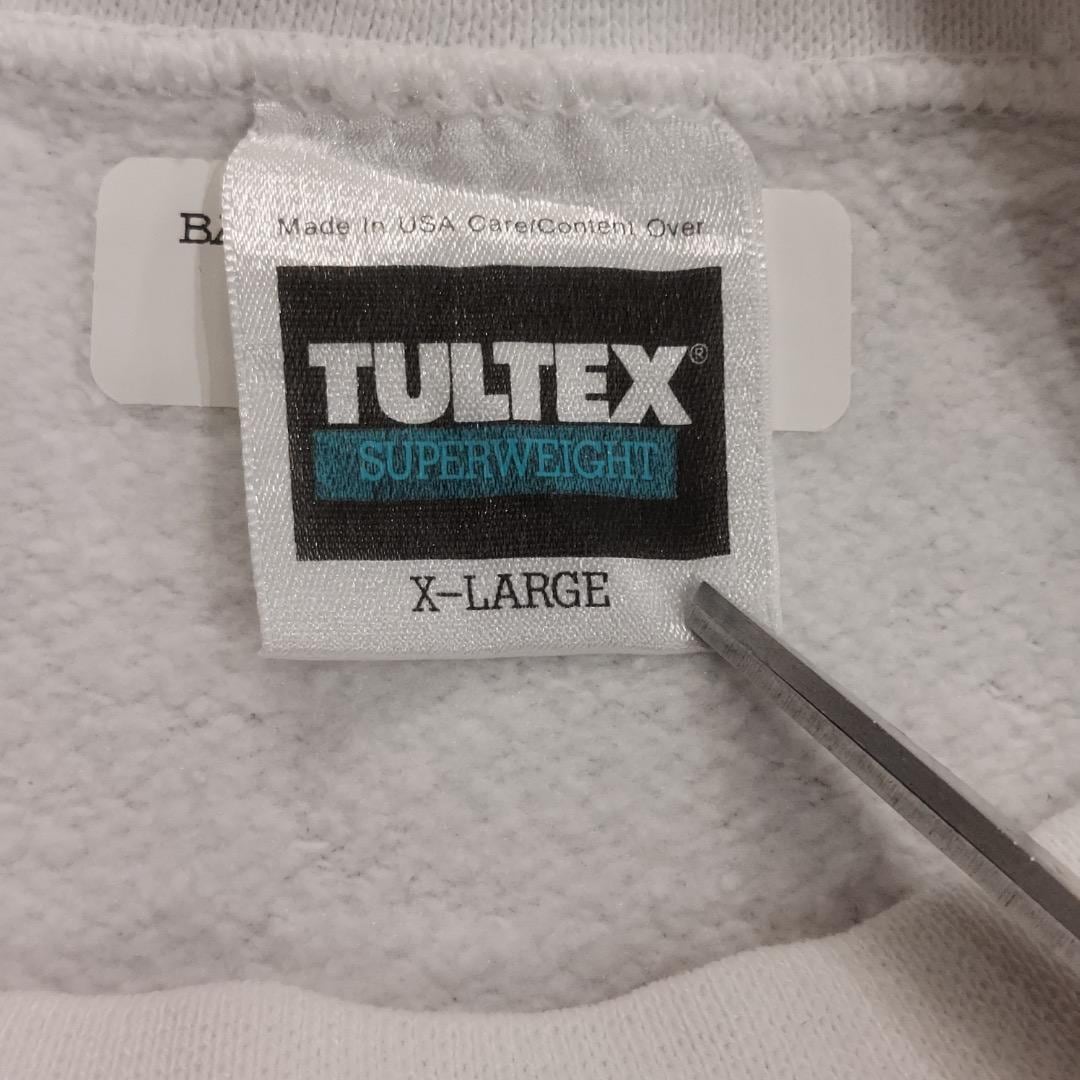 Made In USA Care/Content Over
TULTEX®
SUPERWEIGHT
X-LARGE